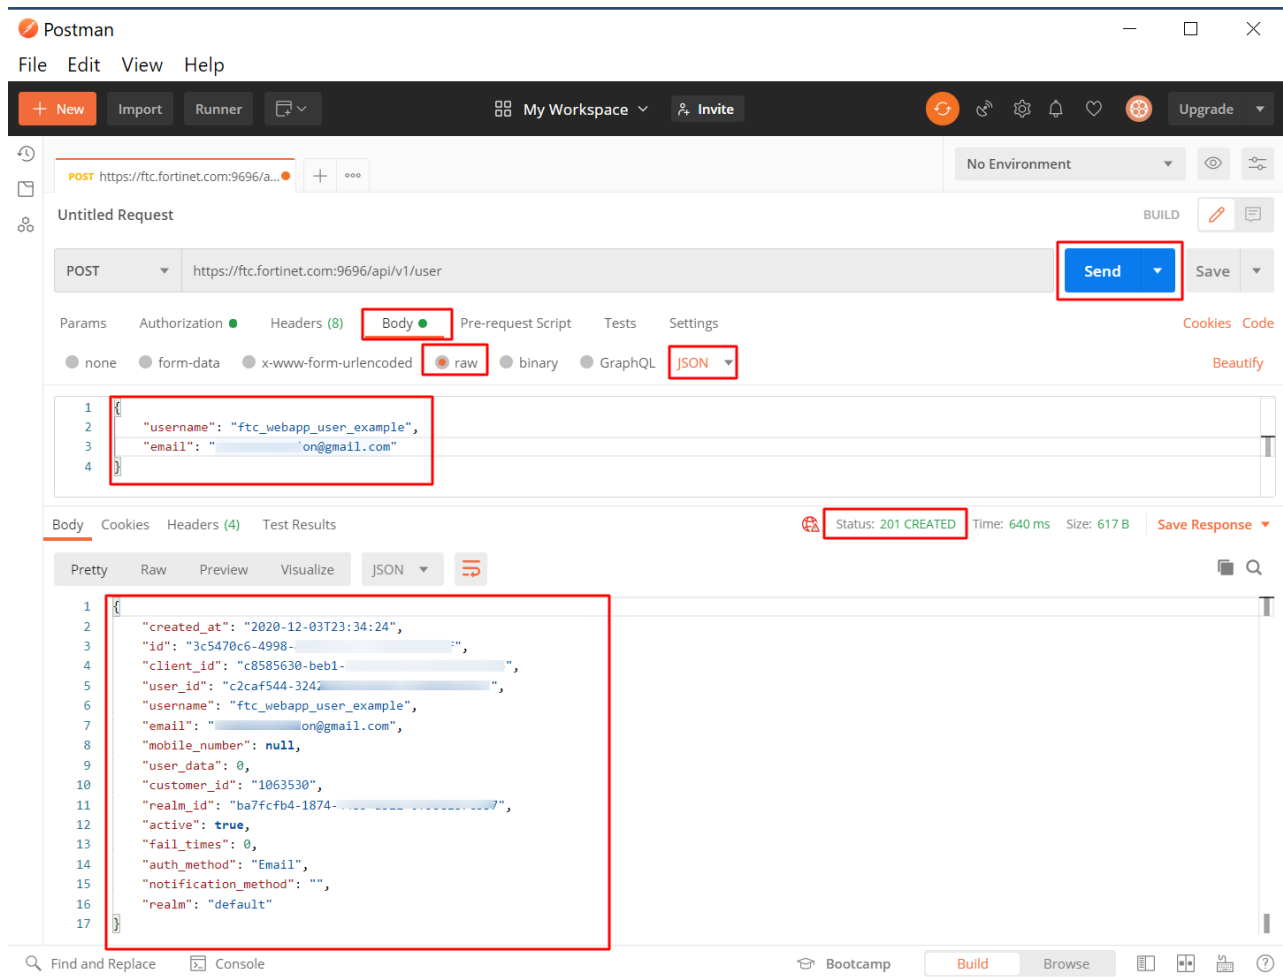 Postman
File Edit View Help
+ New Import Runner My Workspace Invite Upgrade
POST https://ftc.fortinet.com:9696/a... No Environment
Untitled Request BUILD
POST https://ftc.fortinet.com:9696/api/v1/user Send Save
Params Authorization Headers (8) Body Pre-request Script Tests Settings Cookies Code
none form-data x-www-form-urlencoded raw binary GraphQL JSON Beautify
1 {
2 "username": "ftc_webapp_user_example",
3 "email": " on@gmail.com"
4 }
Body Cookies Headers (4) Test Results Status: 201 CREATED Time: 640 ms Size: 617 B Save Response
Pretty Raw Preview Visualize JSON
1 {
2 "created_at": "2020-12-03T23:34:24",
3 "id": "3c5470c6-4998- ",
4 "client_id": "c8585630-beb1- ",
5 "user_id": "c2caf544-3242 ",
6 "username": "ftc_webapp_user_example",
7 "email": " on@gmail.com",
8 "mobile_number": null,
9 "user_data": 0,
10 "customer_id": "1063530",
11 "realm_id": "ba7fcfb4-1874- ",
12 "active": true,
13 "fail_times": 0,
14 "auth_method": "Email",
15 "notification_method": "",
16 "realm": "default"
17 }
Find and Replace Console Bootcamp Build Browse